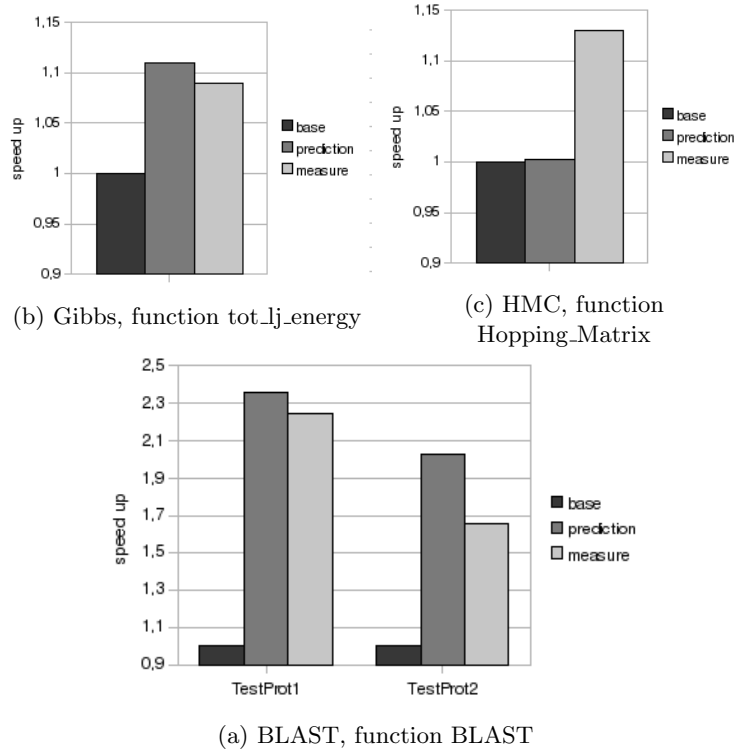 1,15
1,1
1,05
1
0,95
0,9
speed up
base
prediction
measure
(b) Gibbs, function tot_lj_energy
1,15
1,1
1,05
1
0,95
0,9
speed up
base
prediction
measure
(c) HMC, function
Hopping_Matrix
2,5
2,3
2,1
1,9
1,7
1,5
1,3
1,1
0,9
speed up
TestProt1
TestProt2
base
prediction
measure
(a) BLAST, function BLAST